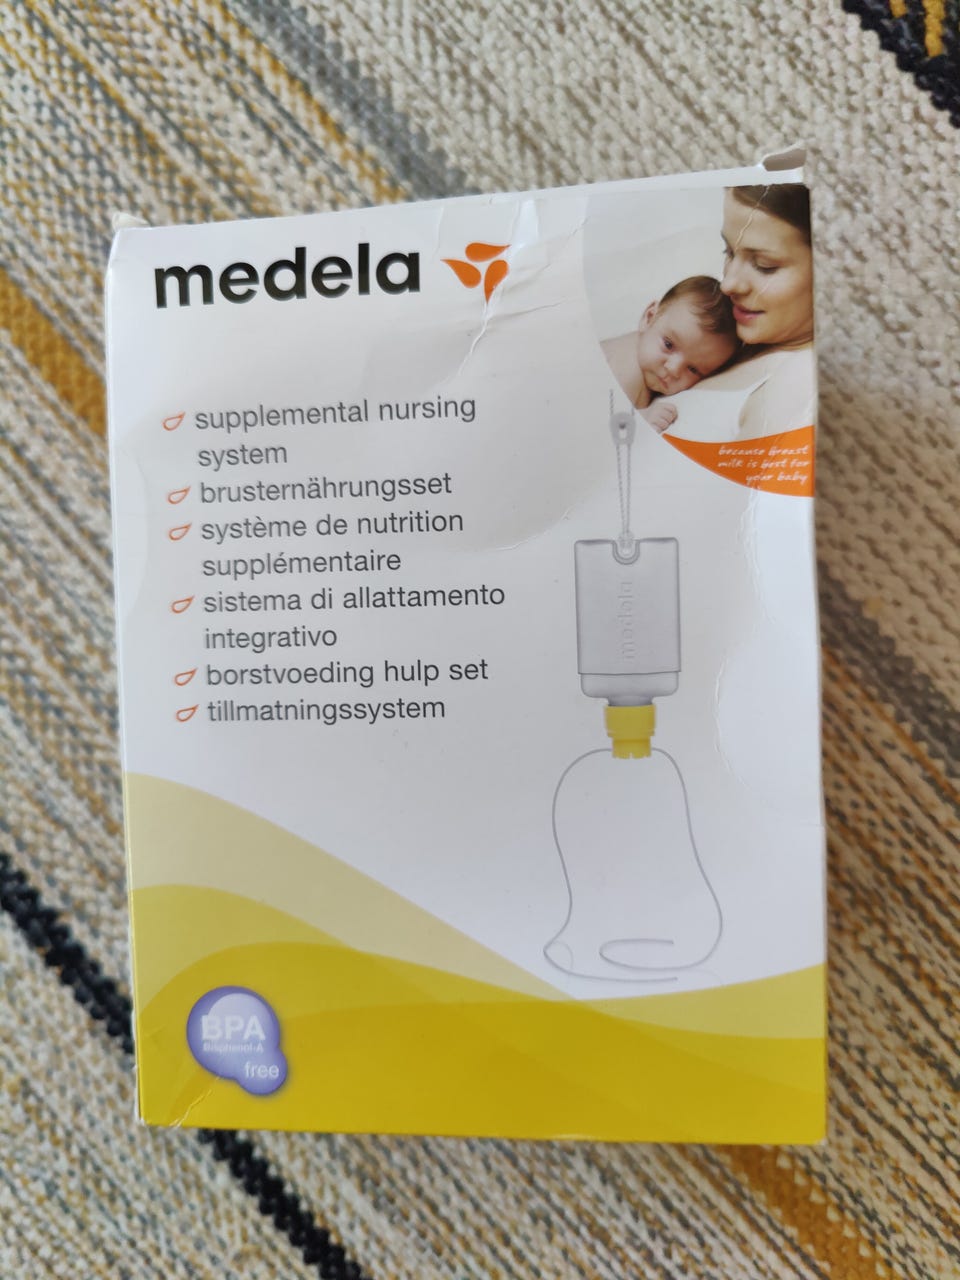 medela
supplemental nursing
system
brusternährungsset
système de nutrition
supplémentaire
sistema di allattamento
integrativo
borstvoeding hulp set
tillmatningssystem
because breast
milk is best for
your baby
medela
BPA
Bisphenol-A
free